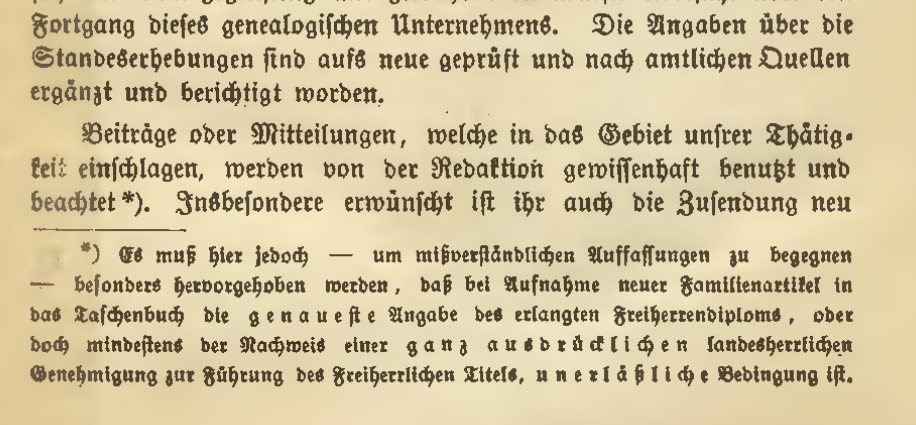 Fortgang dieses genealogischen Unternehmens. Die Angaben über die
Standeserhebungen sind aufs neue geprüft und nach amtlichen Quellen
ergänzt und berichtigt worden.
Beiträge oder Mitteilungen, welche in das Gebiet unsrer Thätig-
keit einschlagen, werden von der Redaktion gewissenhaft benutzt und
beachtet *). Insbesondere erwünscht ist ihr auch die Zusendung neu
*) Es muß hier jedoch — um mißverständlichen Auffassungen zu begegnen
— besonders hervorgehoben werden, daß bei Aufnahme neuer Familienartikel in
das Taschenbuch die genaueste Angabe des erlangten Freiherrendiploms, oder
doch mindestens der Nachweis einer ganz ausdrücklichen landesherrlichen
Genehmigung zur Führung des Freiherrlichen Titels, unerläßliche Bedingung ist.